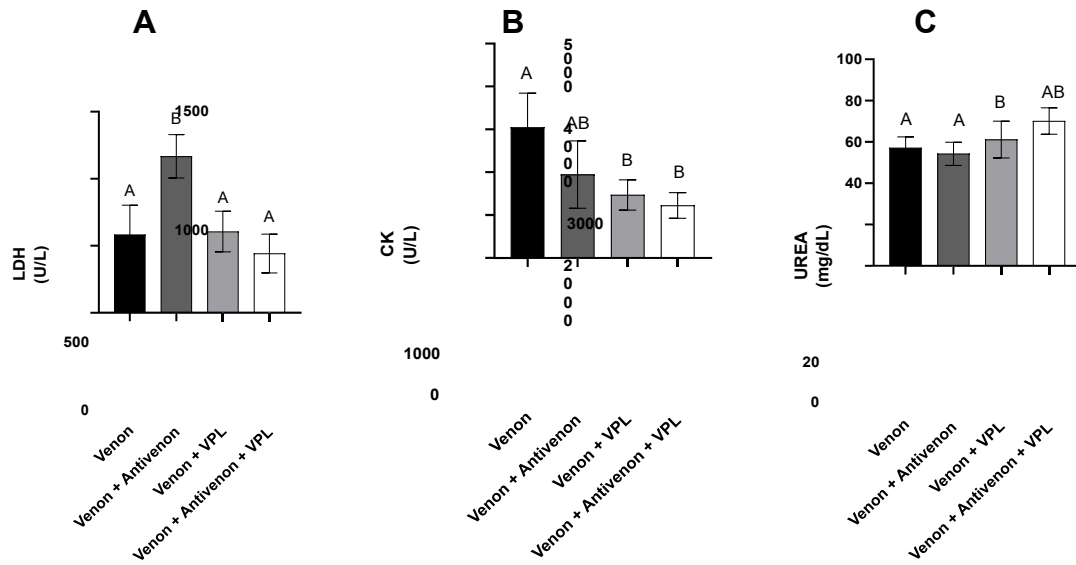 A
LDH
(U/L)
1500
1000
500
0
A
B
A
A
Venon
Venon + Antivenon
Venon + VPL
Venon + Antivenon + VPL
B
CK
(U/L)
5
0
0
0
4
0
0
0
3000
2
0
0
0
1000
0
A
AB
B
B
Venon
Venon + Antivenon
Venon + VPL
Venon + Antivenon + VPL
C
UREA
(mg/dL)
100
80
60
40
20
0
A
A
B
AB
Venon
Venon + Antivenon
Venon + VPL
Venon + Antivenon + VPL